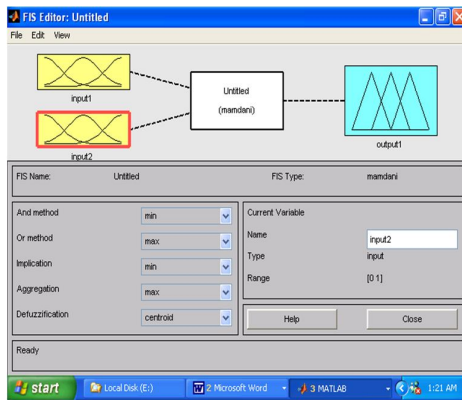 FIS Editor: Untitled
File Edit View
input1
Untitled
(mamdani)
input2
output1
FIS Name: Untitled FIS Type: mamdani
And method min
Or method max
Implication min
Aggregation max
Defuzzification centroid
Current Variable
Name input2
Type input
Range [0 1]
Help Close
Ready
start Local Disk (E:) 2 Microsoft Word 3 MATLAB 1:21 AM